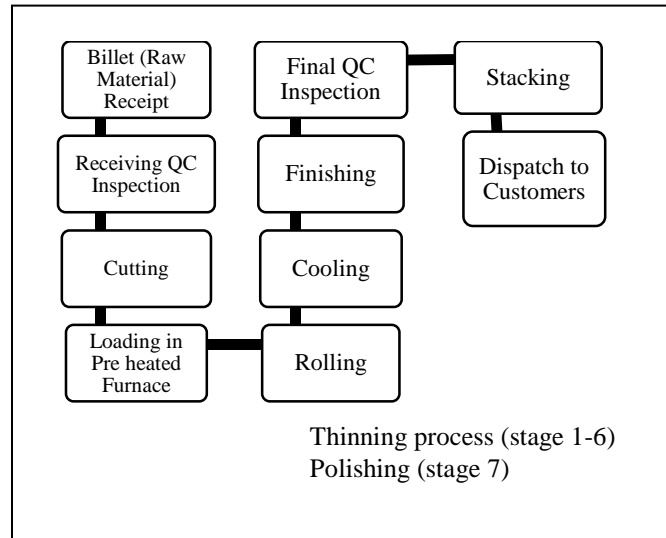 Billet (Raw
Material)
Receipt
Receiving QC
Inspection
Cutting
Loading in
Pre heated
Furnace
Rolling
Cooling
Finishing
Final QC
Inspection
Stacking
Dispatch to
Customers
Thinning process (stage 1-6)
Polishing (stage 7)